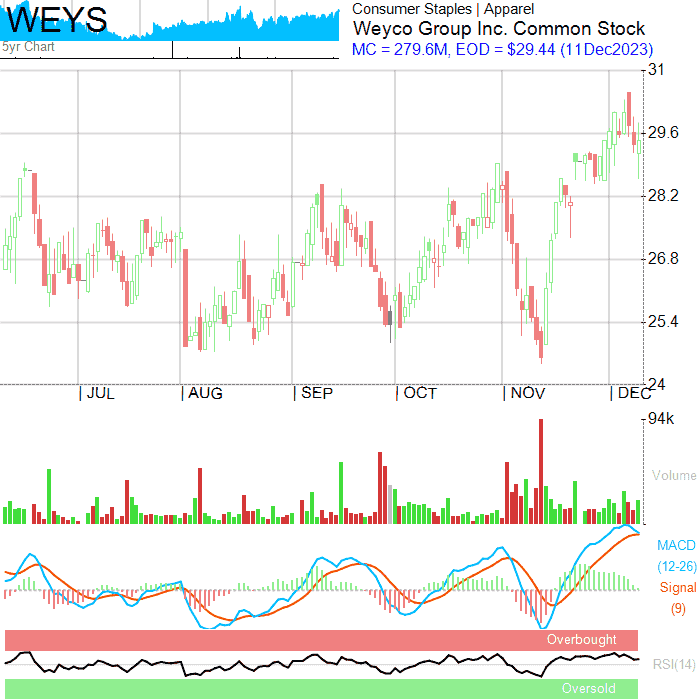 WEYS
5yr Chart
Consumer Staples | Apparel
Weyco Group Inc. Common Stock
MC = 279.6M, EOD = $29.44 (11Dec2023)
31
29.6
28.2
26.8
25.4
24
| JUL
| AUG
| SEP
| OCT
| NOV
| DEC
94k
Volume
MACD
(12-26)
Signal
(9)
Overbought
RSI(14)
Oversold